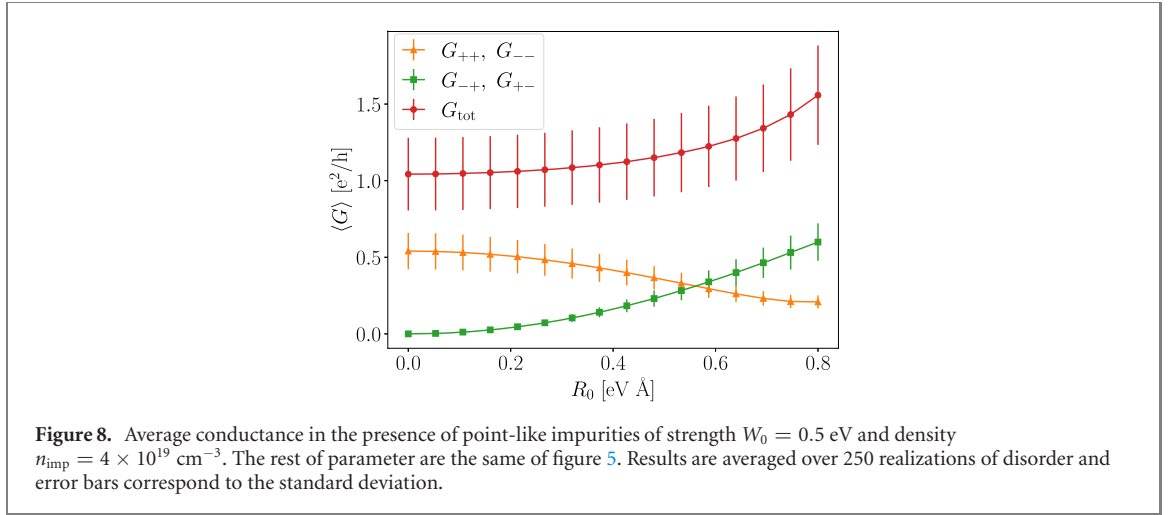 G₊₊, G₋₋
G₋₊, G₊₋
G_tot
1.5
1.0
0.5
0.0
⟨G⟩ [e²/h]
0.0 0.2 0.4 0.6 0.8
R₀ [eV Å]
Figure 8. Average conductance in the presence of point-like impurities of strength W₀ = 0.5 eV and density
n_imp = 4 × 10¹⁹ cm⁻³. The rest of parameter are the same of figure 5. Results are averaged over 250 realizations of disorder and
error bars correspond to the standard deviation.